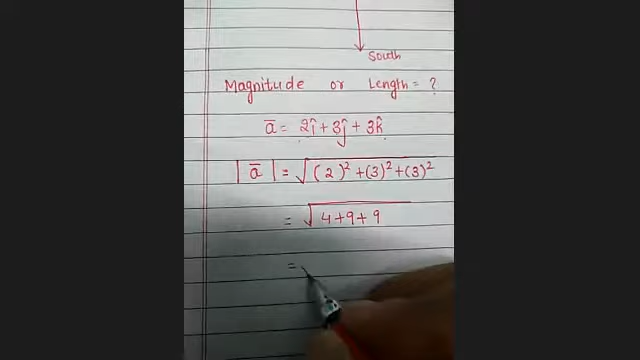 South
Magnitude or Length = ?
a̅ = 2î + 3ĵ + 3k̂
|a̅| = √(2)² + (3)² + (3)²
= √4+9+9
=